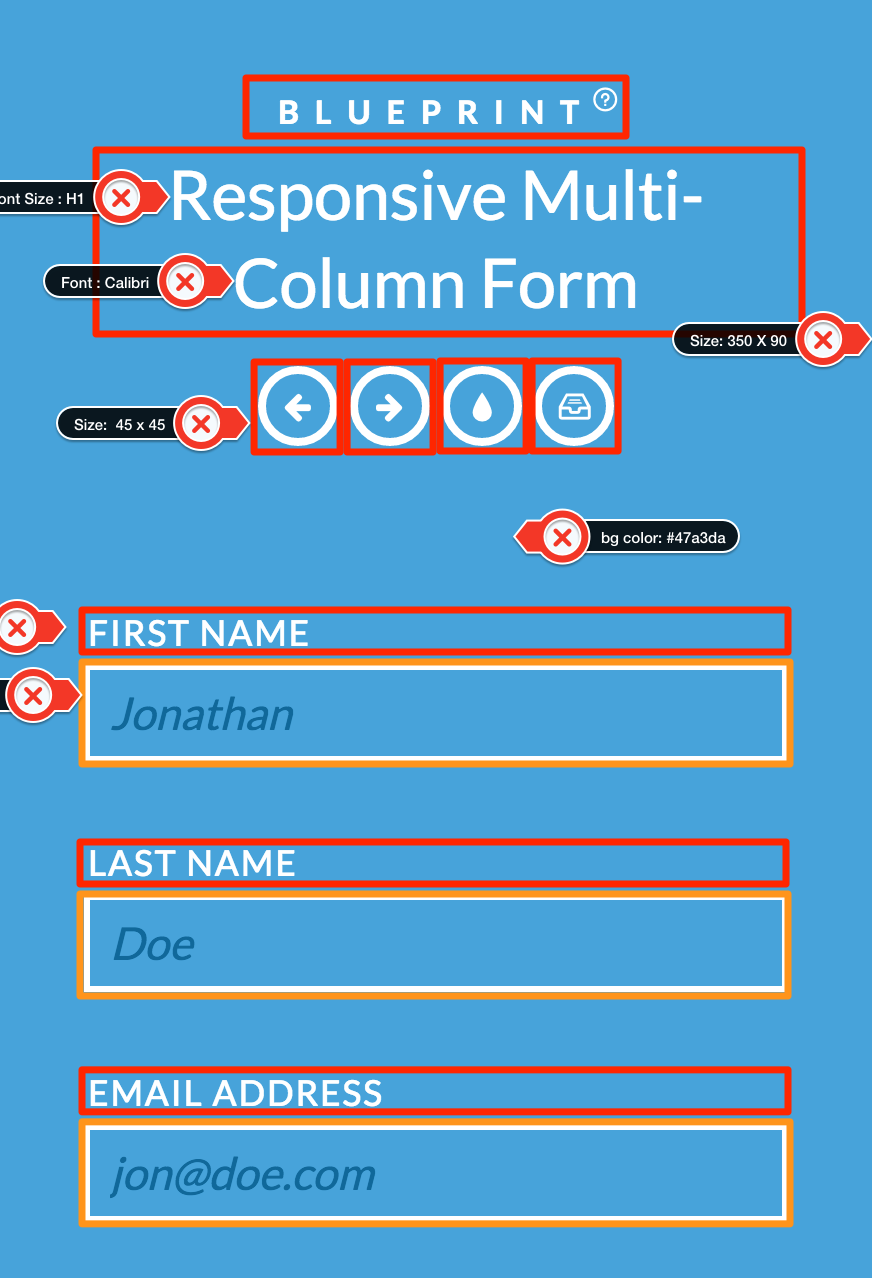 BLUEPRINT
Responsive Multi-
Font Size : H1
Column Form
Font : Calibri
Size: 350 X 90
Size: 45 x 45
bg color: #47a3da
FIRST NAME
Jonathan
LAST NAME
Doe
EMAIL ADDRESS
jon@doe.com